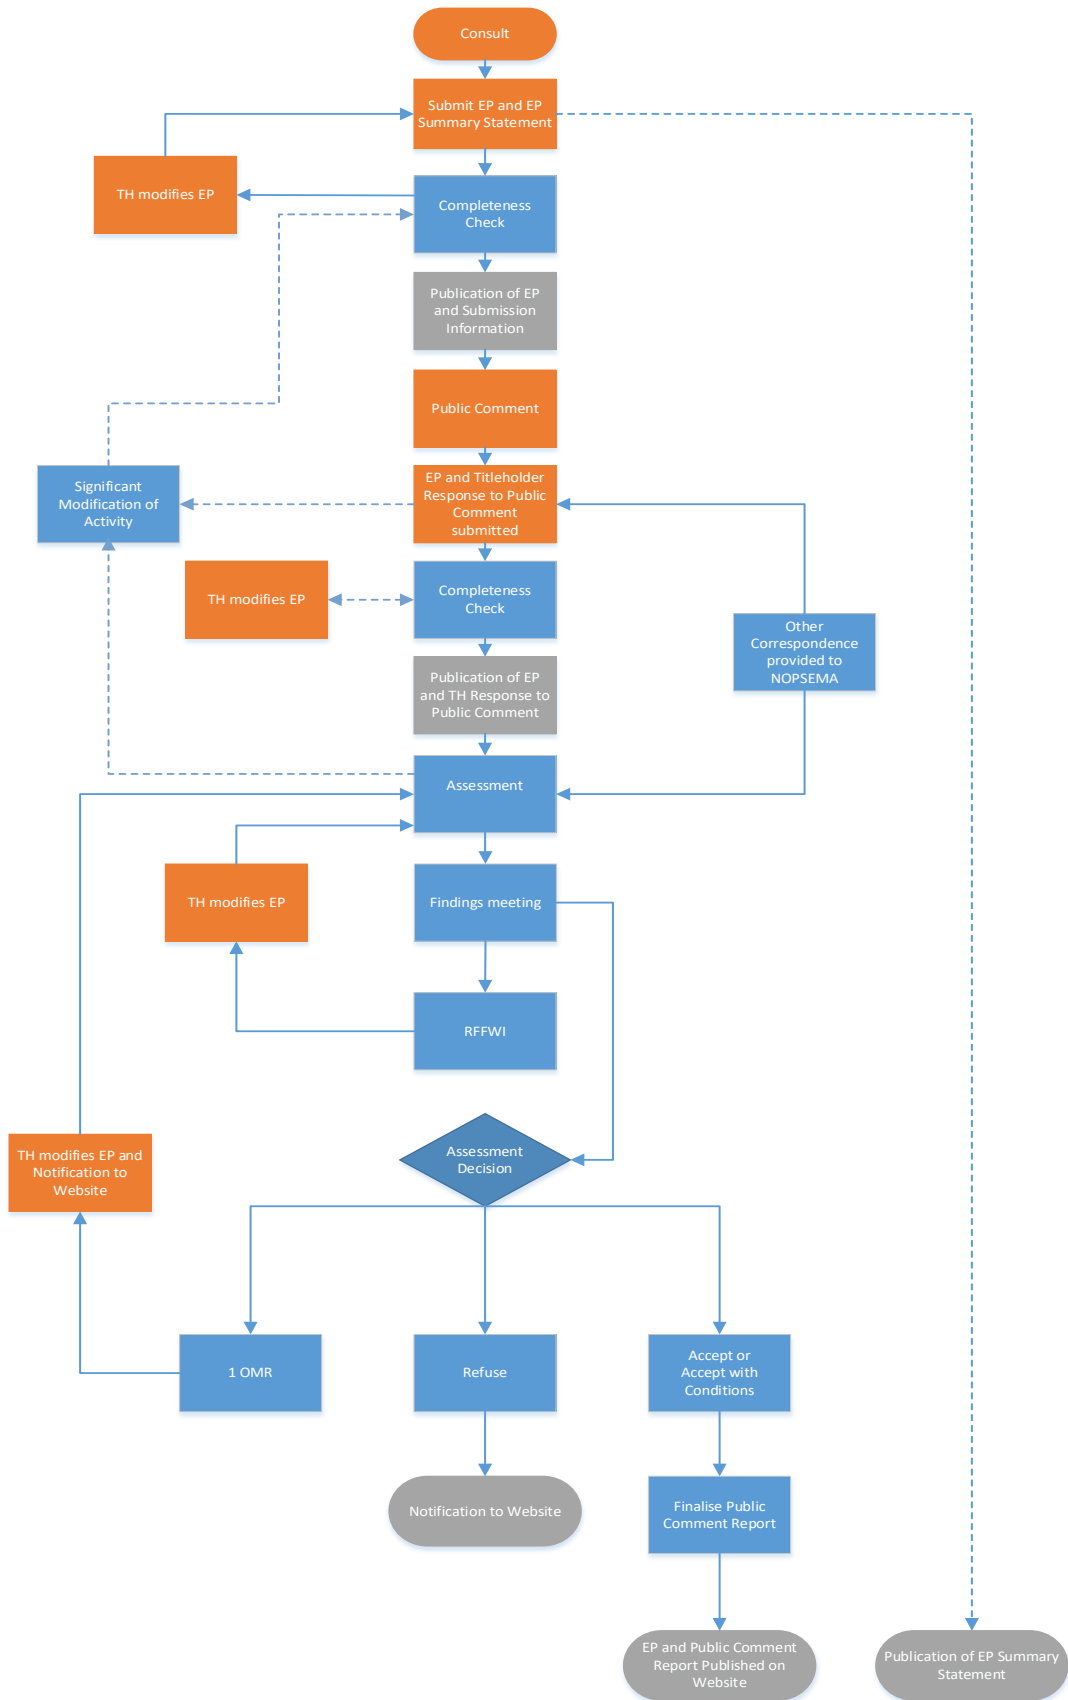 Consult
Submit EP and EP
Summary Statement
TH modifies EP
Completeness
Check
Publication of EP
and Submission
Information
Public Comment
EP and Titleholder
Response to Public
Comment
submitted
Significant
Modification of
Activity
TH modifies EP
Completeness
Check
Other
Correspondence
provided to
NOPSEMA
Publication of EP
and TH Response to
Public Comment
Assessment
TH modifies EP
Findings meeting
RFFWI
Assessment
Decision
TH modifies EP and
Notification to
Website
1 OMR
Refuse
Accept or
Accept with
Conditions
Notification to Website
Finalise Public
Comment Report
EP and Public Comment
Report Published on
Website
Publication of EP Summary
Statement